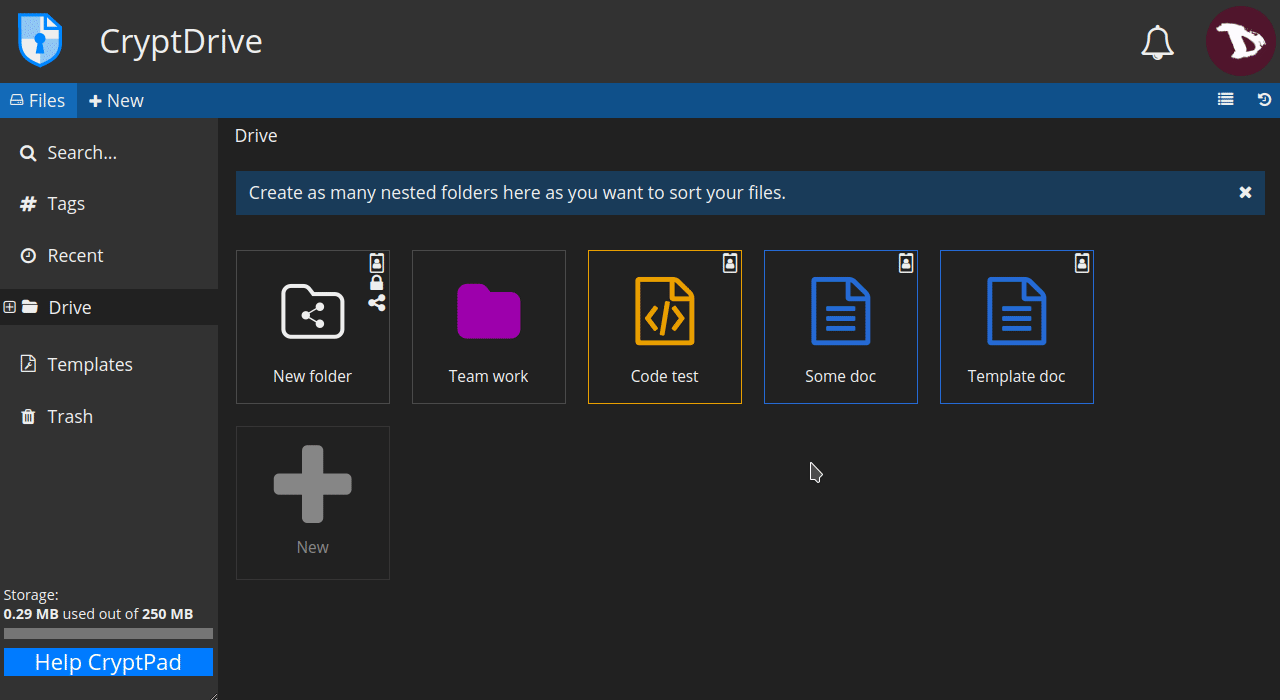 CryptDrive
Files
New
Search...
Tags
Recent
Drive
Templates
Trash
Storage:
0.29 MB used out of 250 MB
Help CryptPad
Drive
Create as many nested folders here as you want to sort your files.
New folder
Team work
Code test
Some doc
Template doc
New